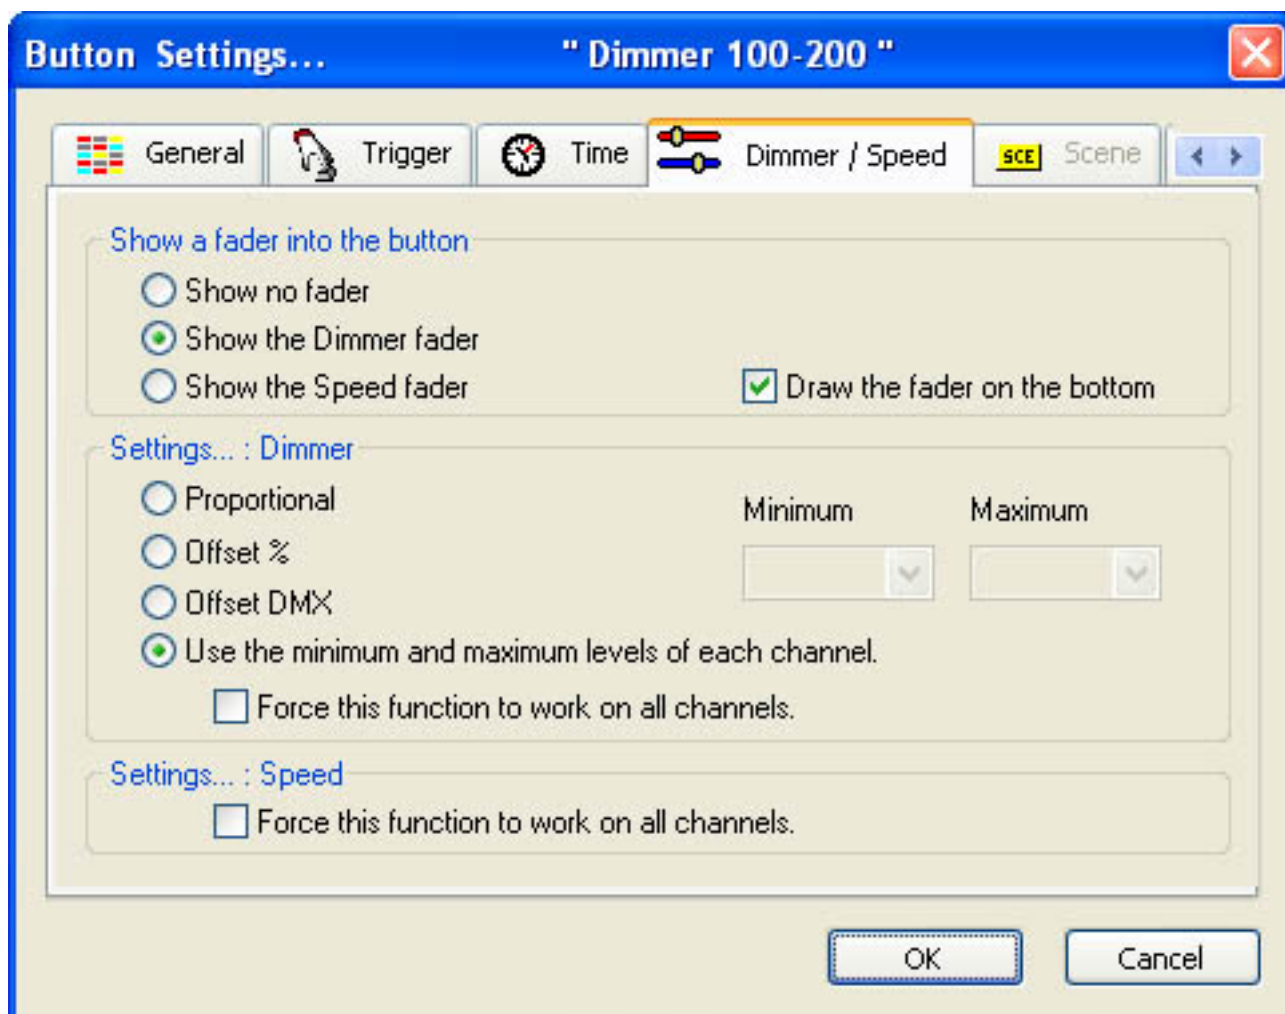 Button Settings... " Dimmer 100-200 "
General Trigger Time Dimmer / Speed SCE Scene
Show a fader into the button
Show no fader
Show the Dimmer fader
Show the Speed fader Draw the fader on the bottom
Settings... : Dimmer
Proportional Minimum Maximum
Offset %
Offset DMX
Use the minimum and maximum levels of each channel.
Force this function to work on all channels.
Settings... : Speed
Force this function to work on all channels.
OK Cancel